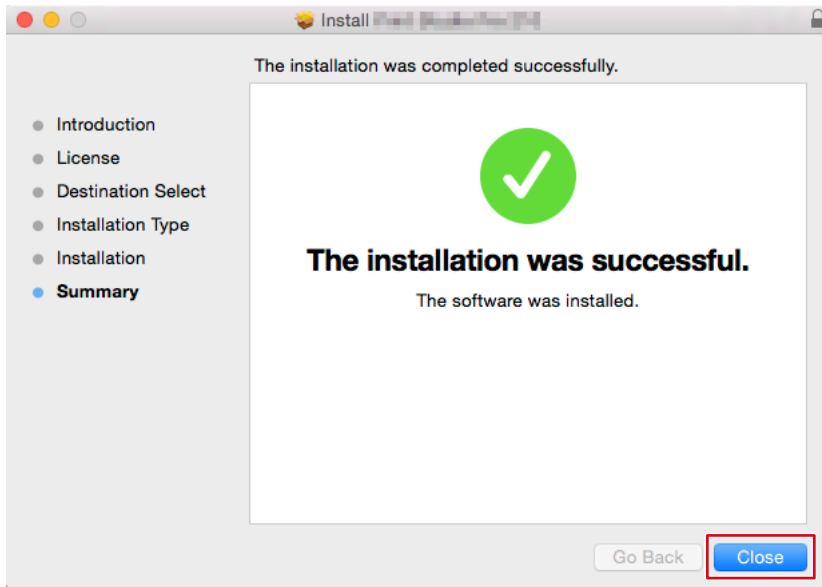 Install
The installation was completed successfully.
Introduction
License
Destination Select
Installation Type
Installation
Summary
The installation was successful.
The software was installed.
Go Back
Close